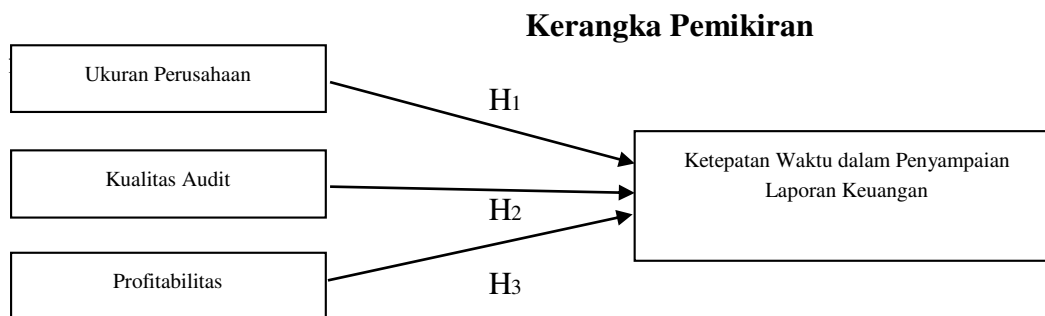 Kerangka Pemikiran
Ukuran Perusahaan
H1
Kualitas Audit
Ketepatan Waktu dalam Penyampaian
Laporan Keuangan
H2
Profitabilitas
H3